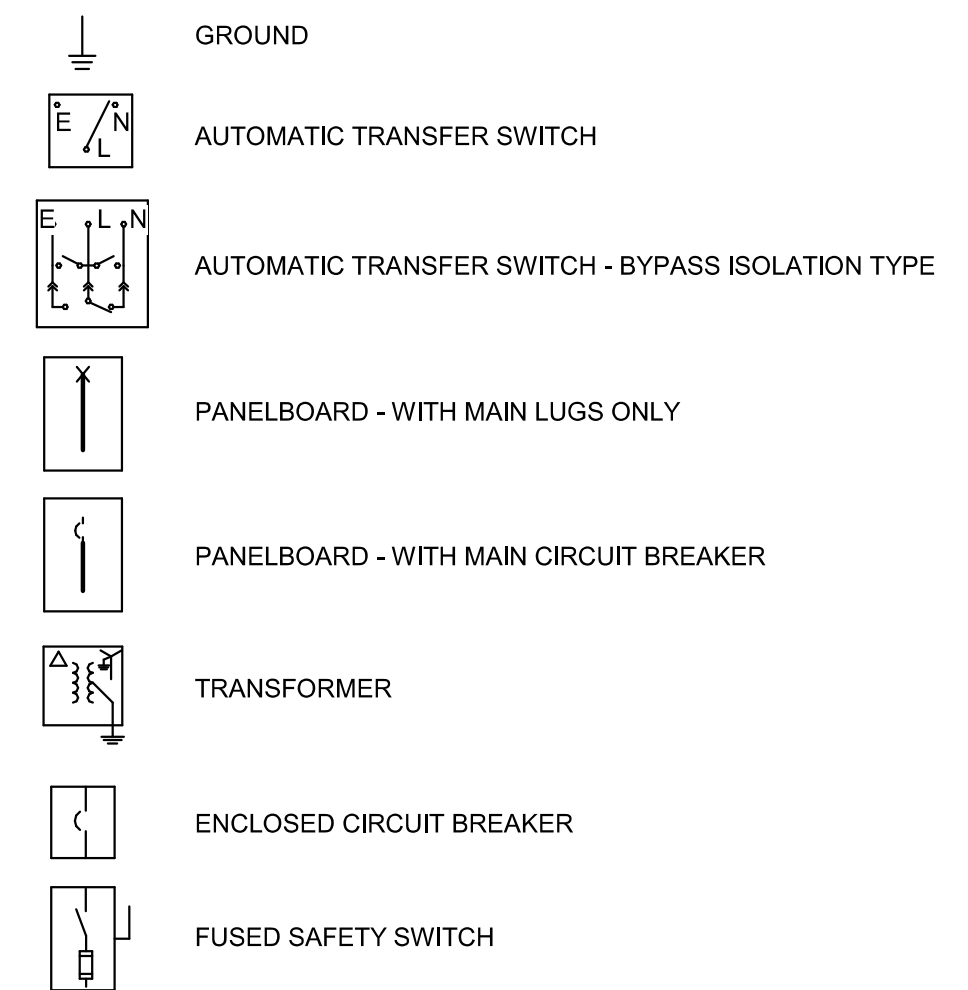 GROUND
E N
L
AUTOMATIC TRANSFER SWITCH
E L N
AUTOMATIC TRANSFER SWITCH - BYPASS ISOLATION TYPE
PANELBOARD - WITH MAIN LUGS ONLY
PANELBOARD - WITH MAIN CIRCUIT BREAKER
TRANSFORMER
ENCLOSED CIRCUIT BREAKER
FUSED SAFETY SWITCH